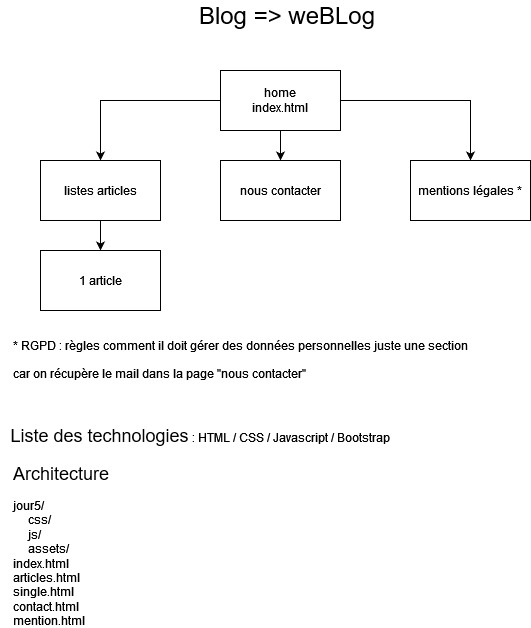 Blog => weBLog
home
index.html
listes articles
nous contacter
mentions légales *
1 article
* RGPD : règles comment il doit gérer des données personnelles juste une section
car on récupère le mail dans la page "nous contacter"
Liste des technologies : HTML / CSS / Javascript / Bootstrap
Architecture
jour5/
css/
js/
assets/
index.html
articles.html
single.html
contact.html
mention.html